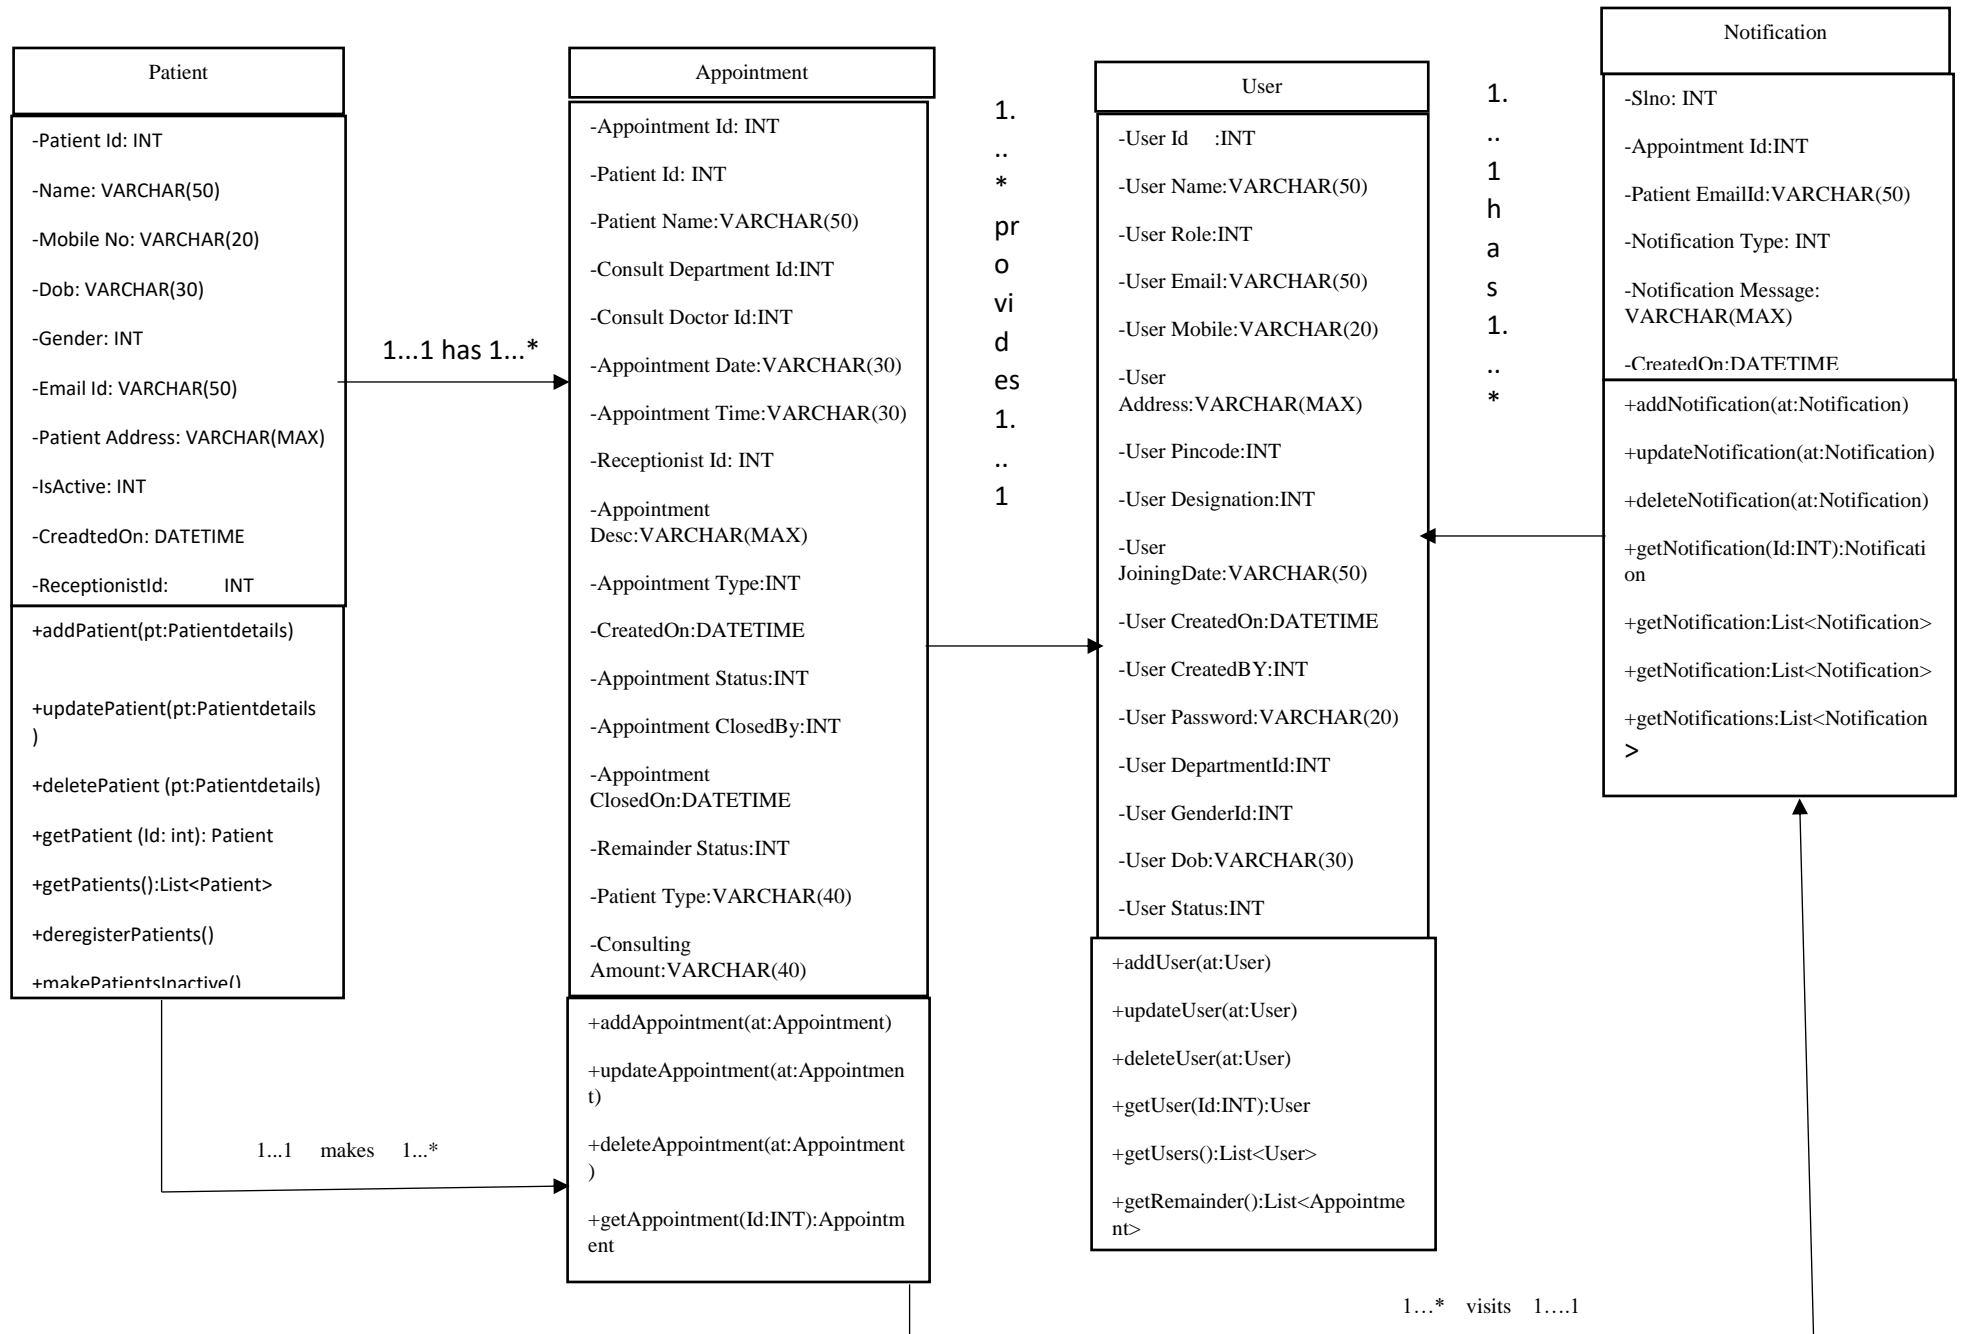 Patient
-Patient Id: INT
-Name: VARCHAR(50)
-Mobile No: VARCHAR(20)
-Dob: VARCHAR(30)
-Gender: INT
-Email Id: VARCHAR(50)
-Patient Address: VARCHAR(MAX)
-IsActive: INT
-CreadtedOn: DATETIME
-ReceptionistId: INT
+addPatient(pt:Patientdetails)
+updatePatient(pt:Patientdetails
)
+deletePatient (pt:Patientdetails)
+getPatient (Id: int): Patient
+getPatients():List<Patient>
+deregisterPatients()
+makePatientsInactive()
1...1 has 1...*
1...1 makes 1...*
Appointment
-Appointment Id: INT
-Patient Id: INT
-Patient Name:VARCHAR(50)
-Consult Department Id:INT
-Consult Doctor Id:INT
-Appointment Date:VARCHAR(30)
-Appointment Time:VARCHAR(30)
-Receptionist Id: INT
-Appointment
Desc:VARCHAR(MAX)
-Appointment Type:INT
-CreatedOn:DATETIME
-Appointment Status:INT
-Appointment ClosedBy:INT
-Appointment
ClosedOn:DATETIME
-Remainder Status:INT
-Patient Type:VARCHAR(40)
-Consulting
Amount:VARCHAR(40)
+addAppointment(at:Appointment)
+updateAppointment(at:Appointmen
t)
+deleteAppointment(at:Appointment
)
+getAppointment(Id:INT):Appointm
ent
1.
..
*
pr
o
vi
d
es
1.
..
1
User
-User Id :INT
-User Name:VARCHAR(50)
-User Role:INT
-User Email:VARCHAR(50)
-User Mobile:VARCHAR(20)
-User
Address:VARCHAR(MAX)
-User Pincode:INT
-User Designation:INT
-User
JoiningDate:VARCHAR(50)
-User CreatedOn:DATETIME
-User CreatedBY:INT
-User Password:VARCHAR(20)
-User DepartmentId:INT
-User GenderId:INT
-User Dob:VARCHAR(30)
-User Status:INT
+addUser(at:User)
+updateUser(at:User)
+deleteUser(at:User)
+getUser(Id:INT):User
+getUsers():List<User>
+getRemainder():List<Appointme
nt>
1.
..
1
h
a
s
1.
..
*
Notification
-Slno: INT
-Appointment Id:INT
-Patient EmailId:VARCHAR(50)
-Notification Type: INT
-Notification Message:
VARCHAR(MAX)
-CreatedOn:DATETIME
+addNotification(at:Notification)
+updateNotification(at:Notification)
+deleteNotification(at:Notification)
+getNotification(Id:INT):Notificati
on
+getNotification:List<Notification>
+getNotification:List<Notification>
+getNotifications:List<Notification
>
1…* visits 1….1